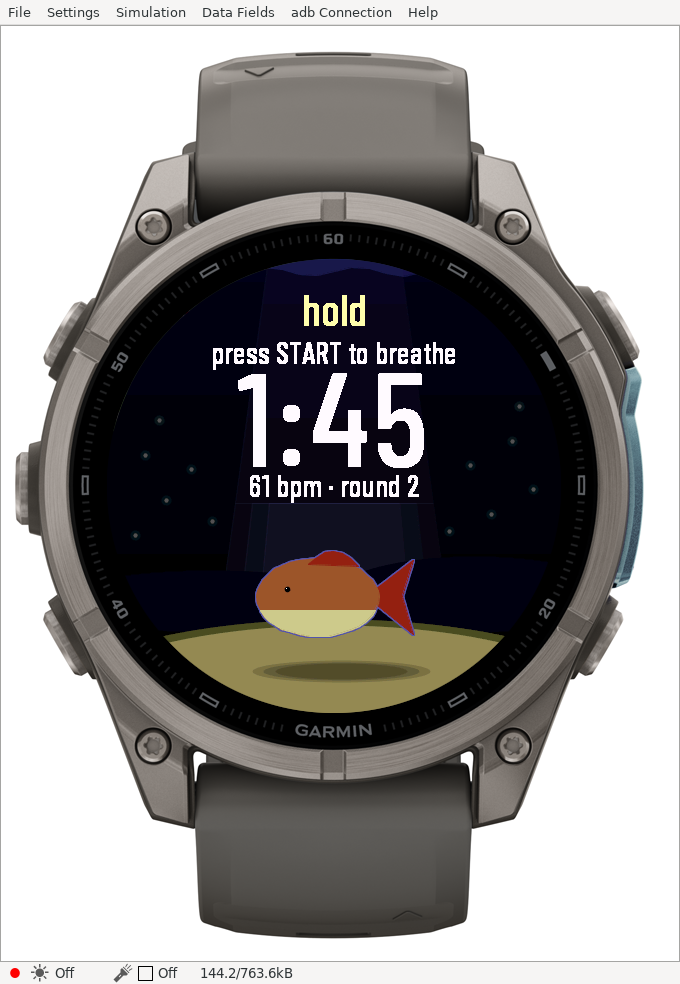 File Settings Simulation Data Fields adb Connection Help
60
50
hold
press START to breathe
1:45
61 bpm · round 2
40
20
GARMIN
Off Off 144.2/763.6kB